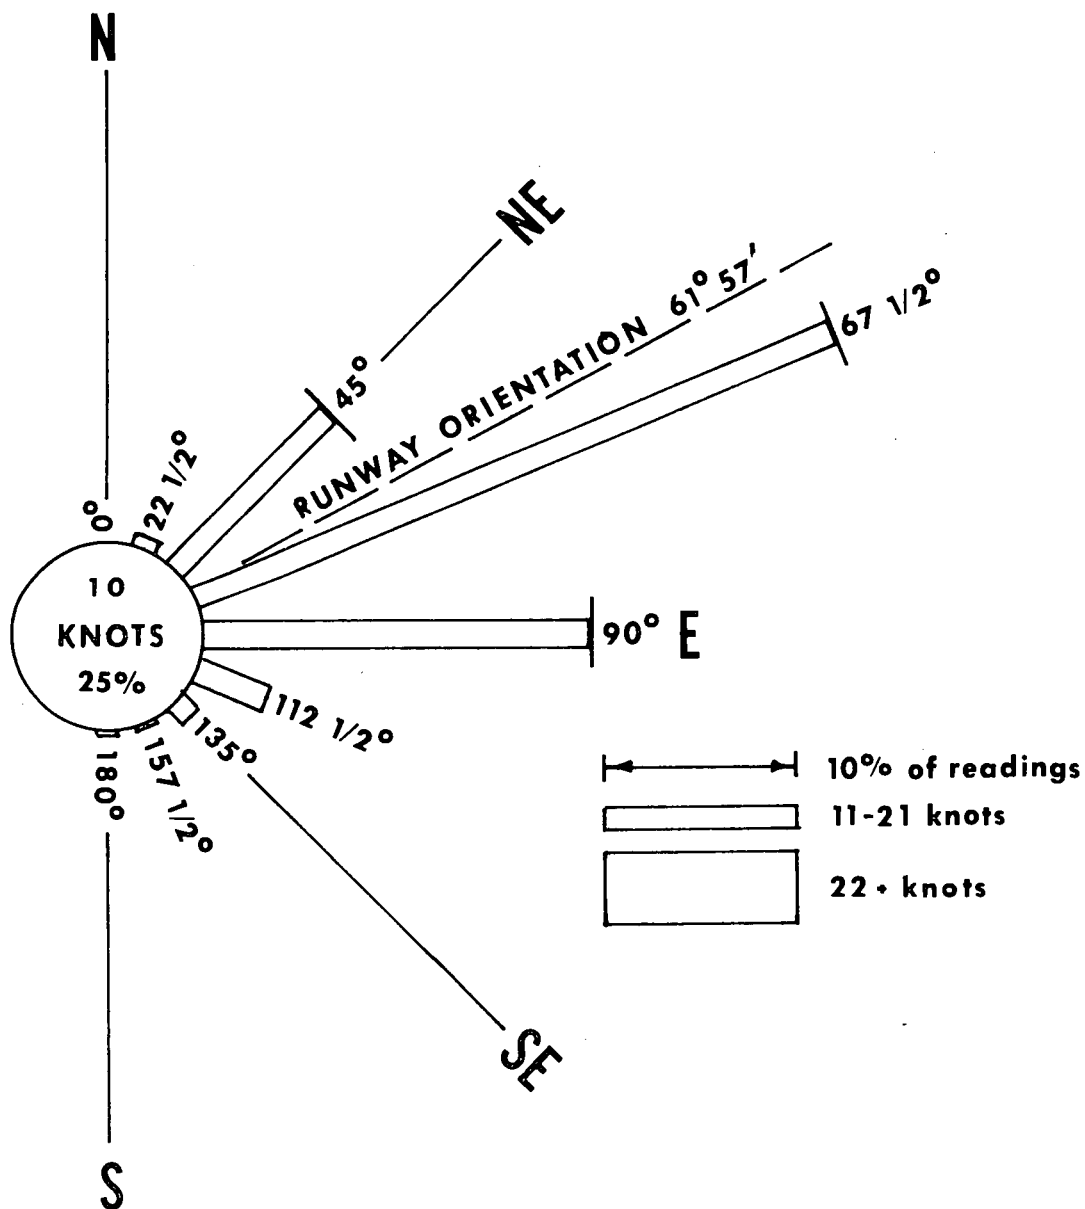 N
NE
RUNWAY ORIENTATION 61° 57'
67 1/2°
45°
22 1/2°
0°
10
KNOTS
25%
90° E
112 1/2°
135°
157 1/2°
180°
10% of readings
11-21 knots
22+ knots
SE
S